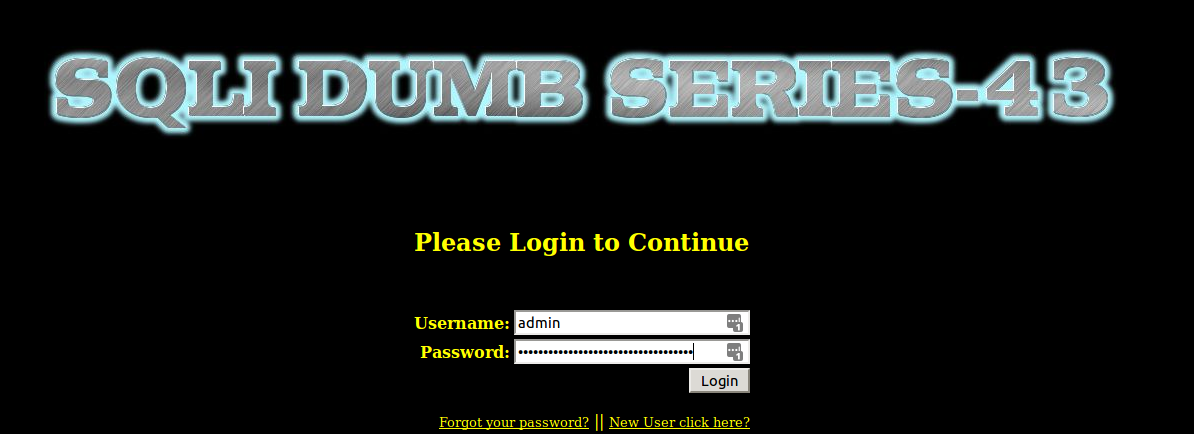 SQLI DUMB SERIES-43
Please Login to Continue
Username: admin
Password: •••••••••••••••••••••••••••••••••••
Login
Forgot your password? || New User click here?